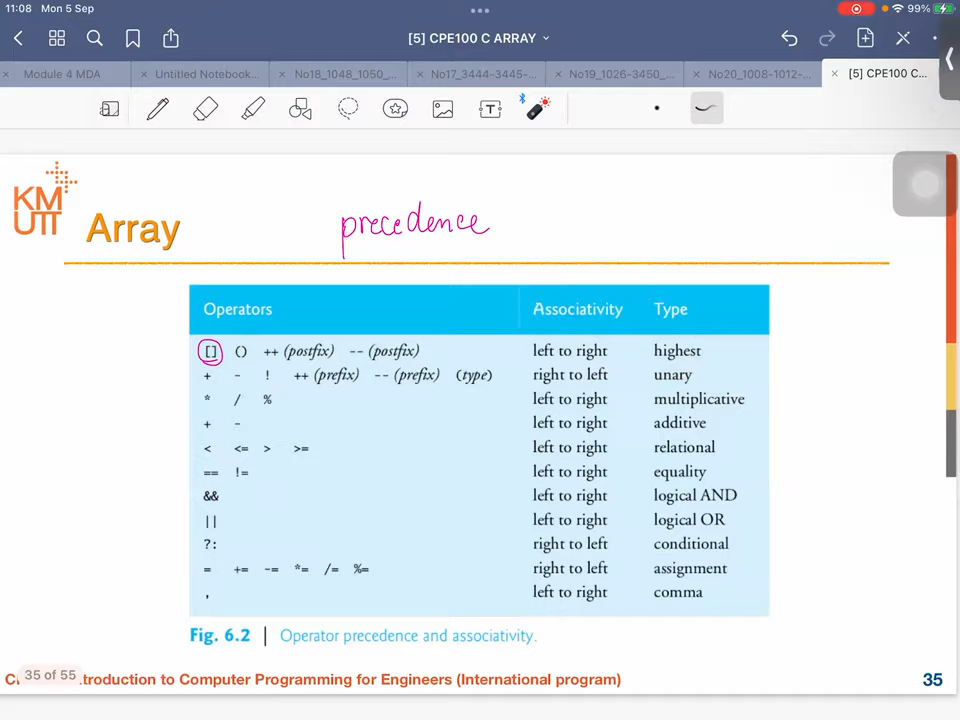 11:08 Mon 5 Sep 99%
[5] CPE100 C ARRAY
Module 4 MDA Untitled Notebook... No18_1048_1050_... No17_3444-3445-... No19_1026-3450_... No20_1008-1012-... [5] CPE100 C...
KM
UTT
Array precedence
Operators Associativity Type
[] () ++ (postfix) -- (postfix) left to right highest
+ - ! ++ (prefix) -- (prefix) (type) right to left unary
* / % left to right multiplicative
+ - left to right additive
< <= > >= left to right relational
== != left to right equality
&& left to right logical AND
|| left to right logical OR
?: right to left conditional
= += -= *= /= %= right to left assignment
, left to right comma
Fig. 6.2 | Operator precedence and associativity.
35 of 55
Introduction to Computer Programming for Engineers (International program) 35